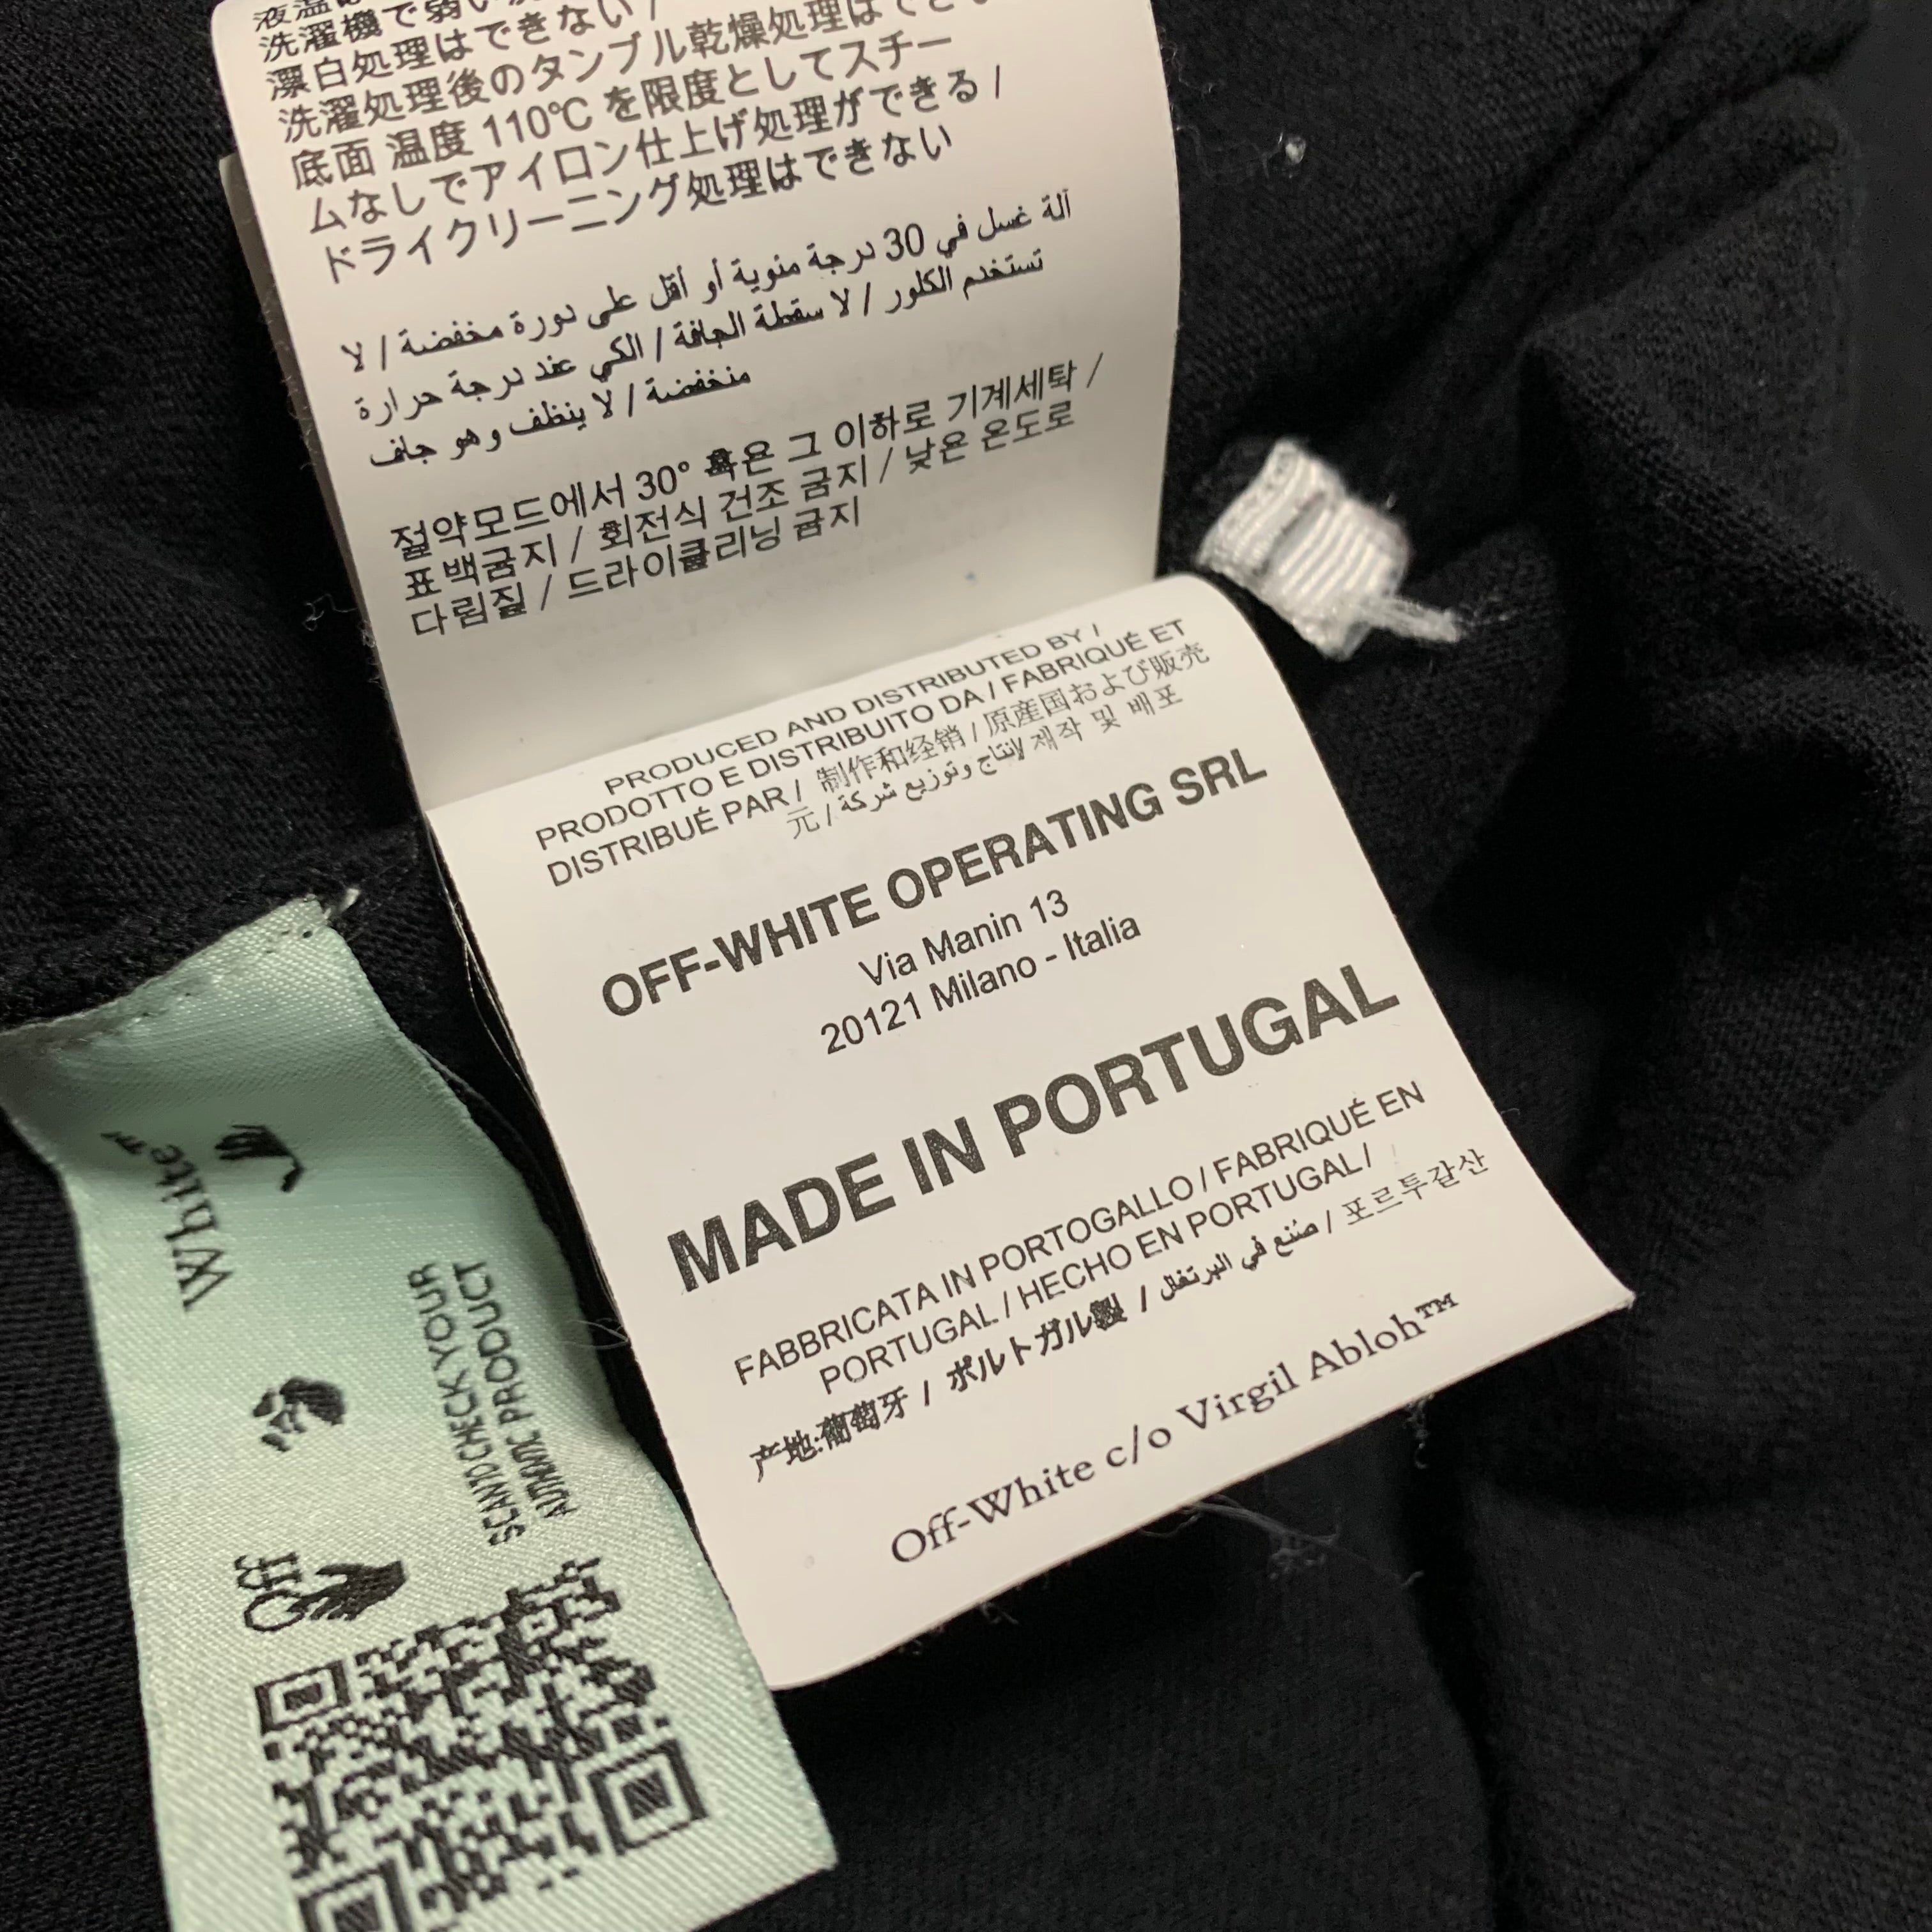 洗濯機で弱い
漂白処理はできない /
洗濯処理後のタンブル乾燥処理はできな
底面 温度 110℃ を限度としてスチー
ムなしでアイロン仕上げ処理ができる /
ドライクリーニング処理はできない
آلة غسل في 30 درجة منوية أو أقل على دورة مخفضة / لا
تستخدم الكلور / لا سقطة الجافة / الكي عند درجة حرارة
منخفضة / لا ينظف وهو جاف
절약모드에서 30° 혹은 그 이하로 기계세탁 /
표백굼지 / 회전식 건조 굼지 / 낮은 온도로
다림질 / 드라이클리닝 금지
PRODUCED AND DISTRIBUTED BY /
PRODOTTO E DISTRIBUITO DA / FABRIQUÉ ET
DISTRIBUÉ PAR / 制作和经销 / 原産国および販売
元 / لإنتاج وتوزيع شركة / 제작 및 배포
OFF-WHITE OPERATING SRL
Via Manin 13
20121 Milano - Italia
MADE IN PORTUGAL
FABBRICATA IN PORTOGALLO / FABRIQUÉ EN
PORTUGAL / HECHO EN PORTUGAL /
产地:葡萄牙 / ポルトガル製 / صُنع في البرتغال / 포르투갈산
Off-White c/o Virgil Abloh™
Off White™
SCAN/CHECK YOUR
AUTHNTC PRODUCT